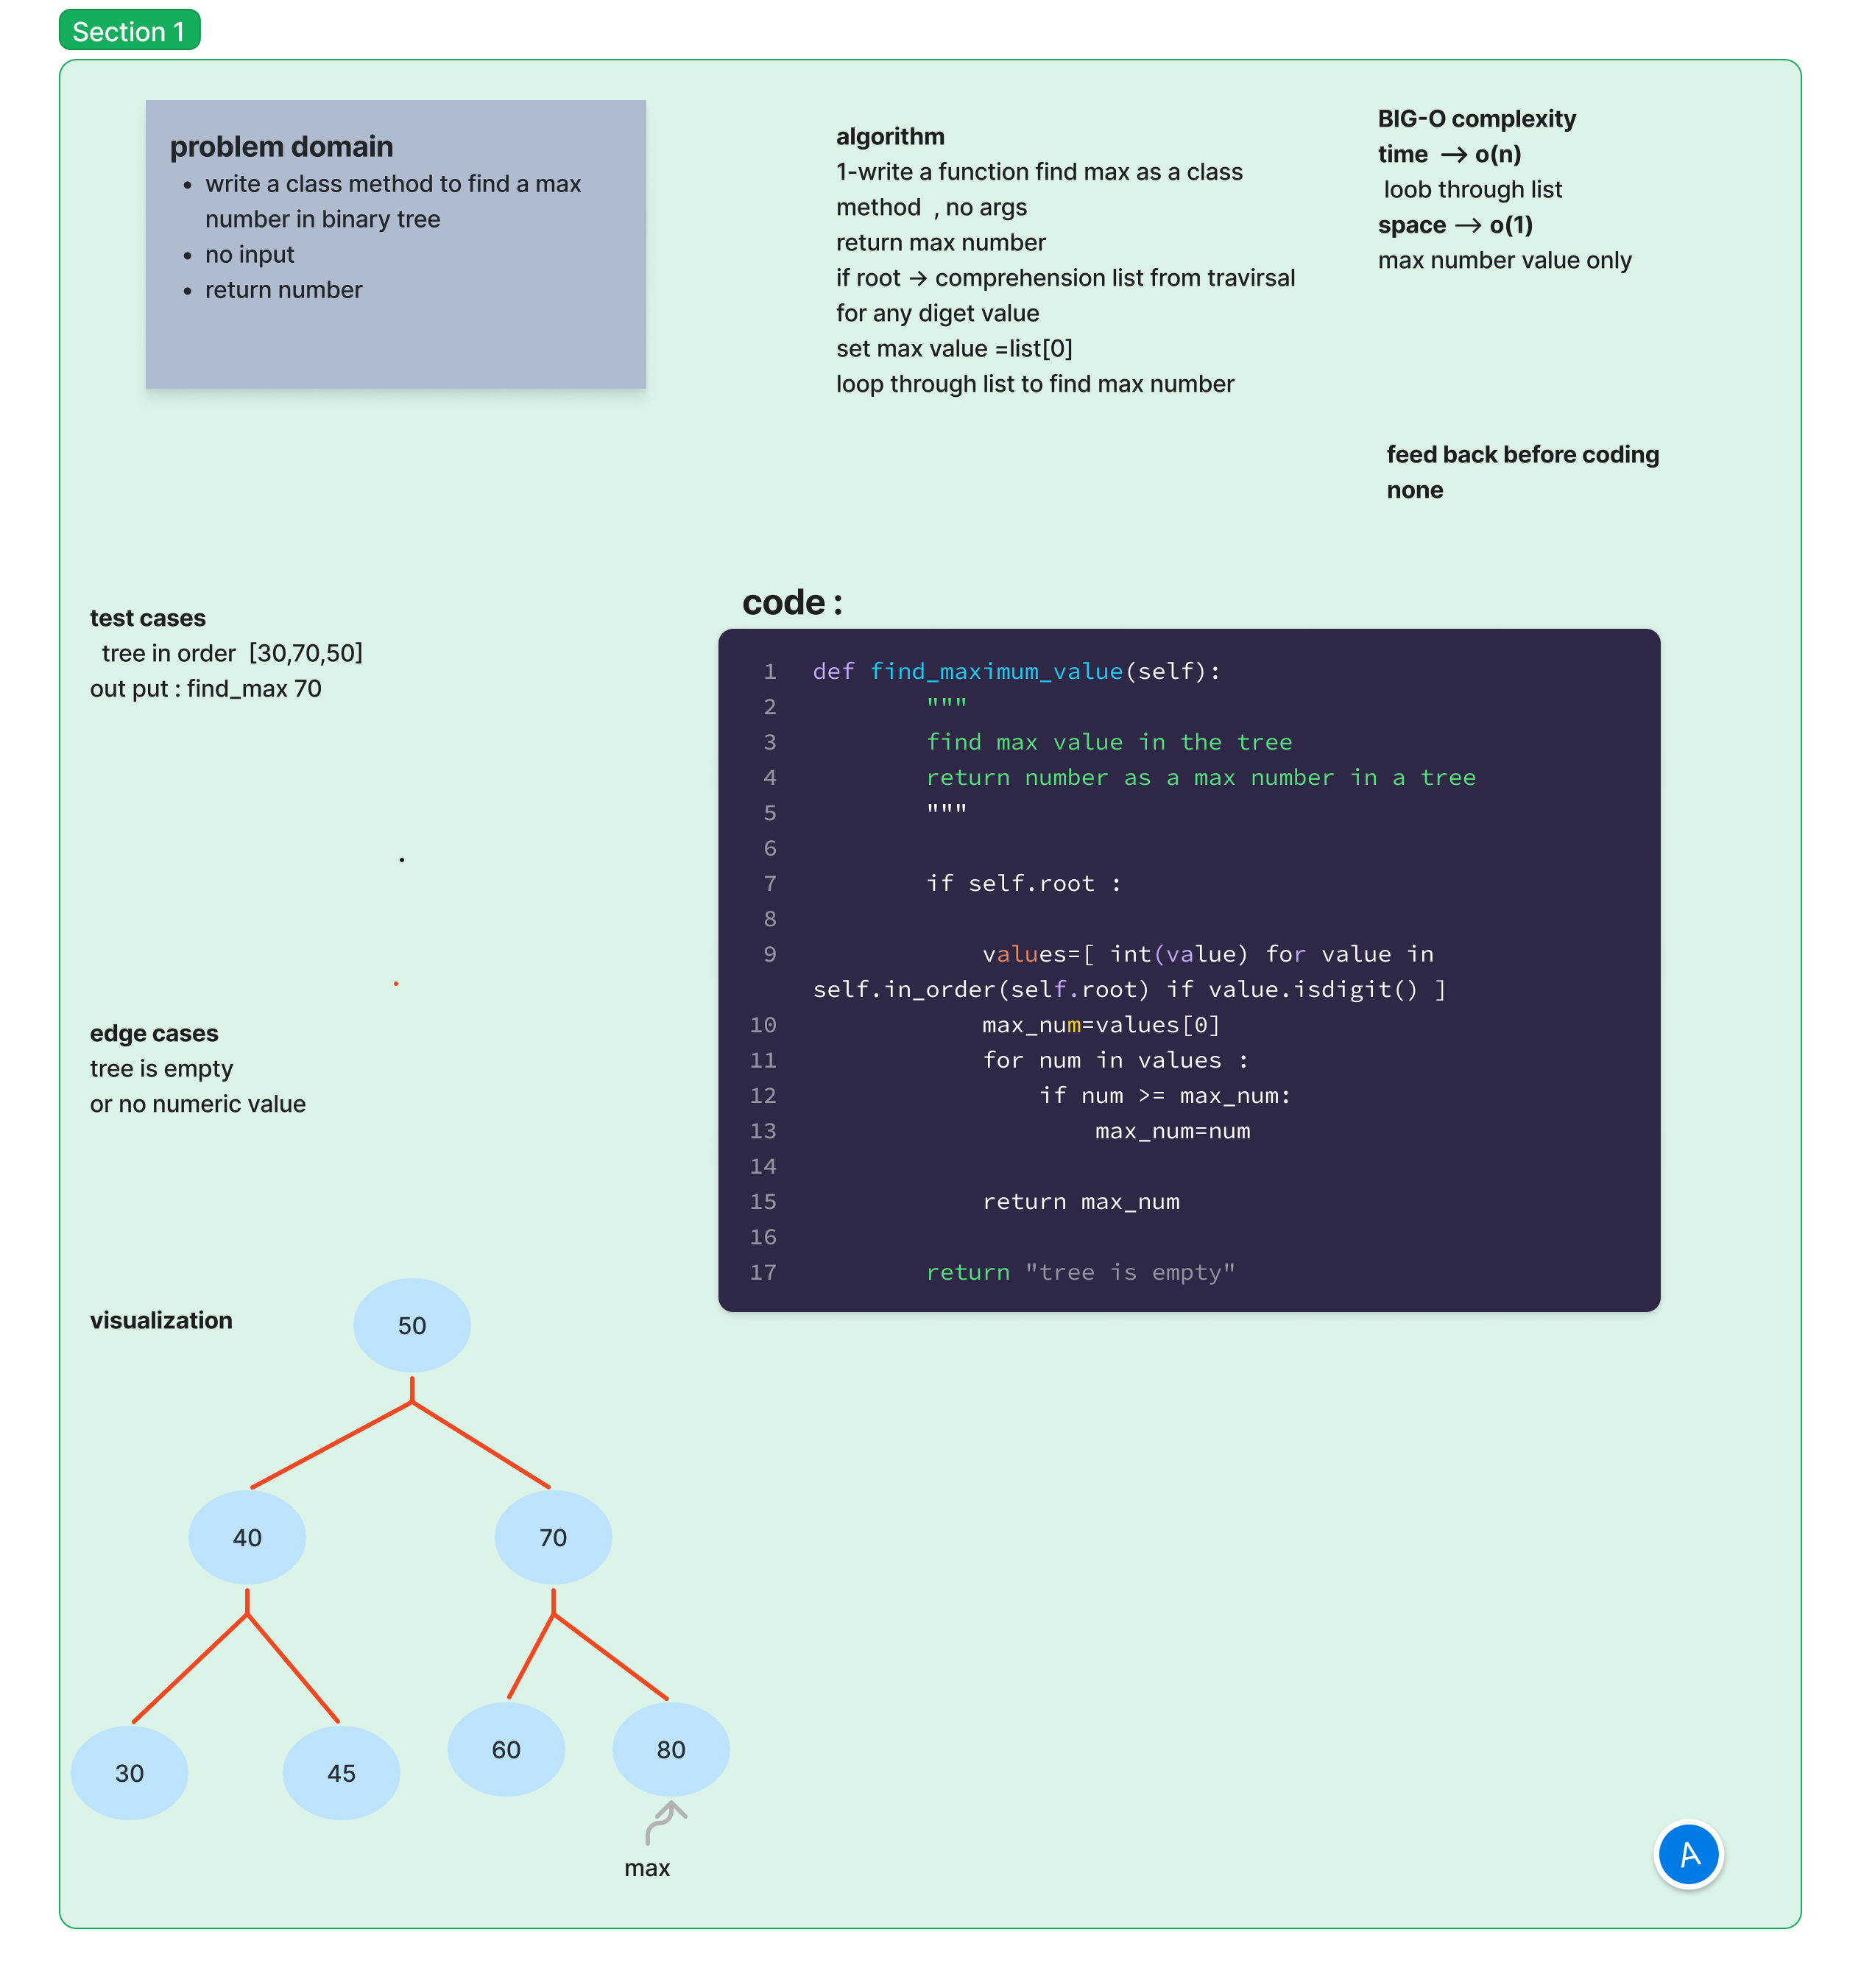 Section 1
problem domain
• write a class method to find a max
number in binary tree
• no input
• return number
algorithm
1-write a function find max as a class
method , no args
return max number
if root → comprehension list from travirsal
for any diget value
set max value =list[0]
loop through list to find max number
BIG-O complexity
time → o(n)
loob through list
space → o(1)
max number value only
feed back before coding
none
test cases
tree in order [30,70,50]
out put : find_max 70
edge cases
tree is empty
or no numeric value
code :
1 def find_maximum_value(self):
2 """
3 find max value in the tree
4 return number as a max number in a tree
5 """
6
7 if self.root :
8
9 values=[ int(value) for value in
self.in_order(self.root) if value.isdigit() ]
10 max_num=values[0]
11 for num in values :
12 if num >= max_num:
13 max_num=num
14
15 return max_num
16
17 return "tree is empty"
visualization
50
40 70
30 45 60 80
max
A